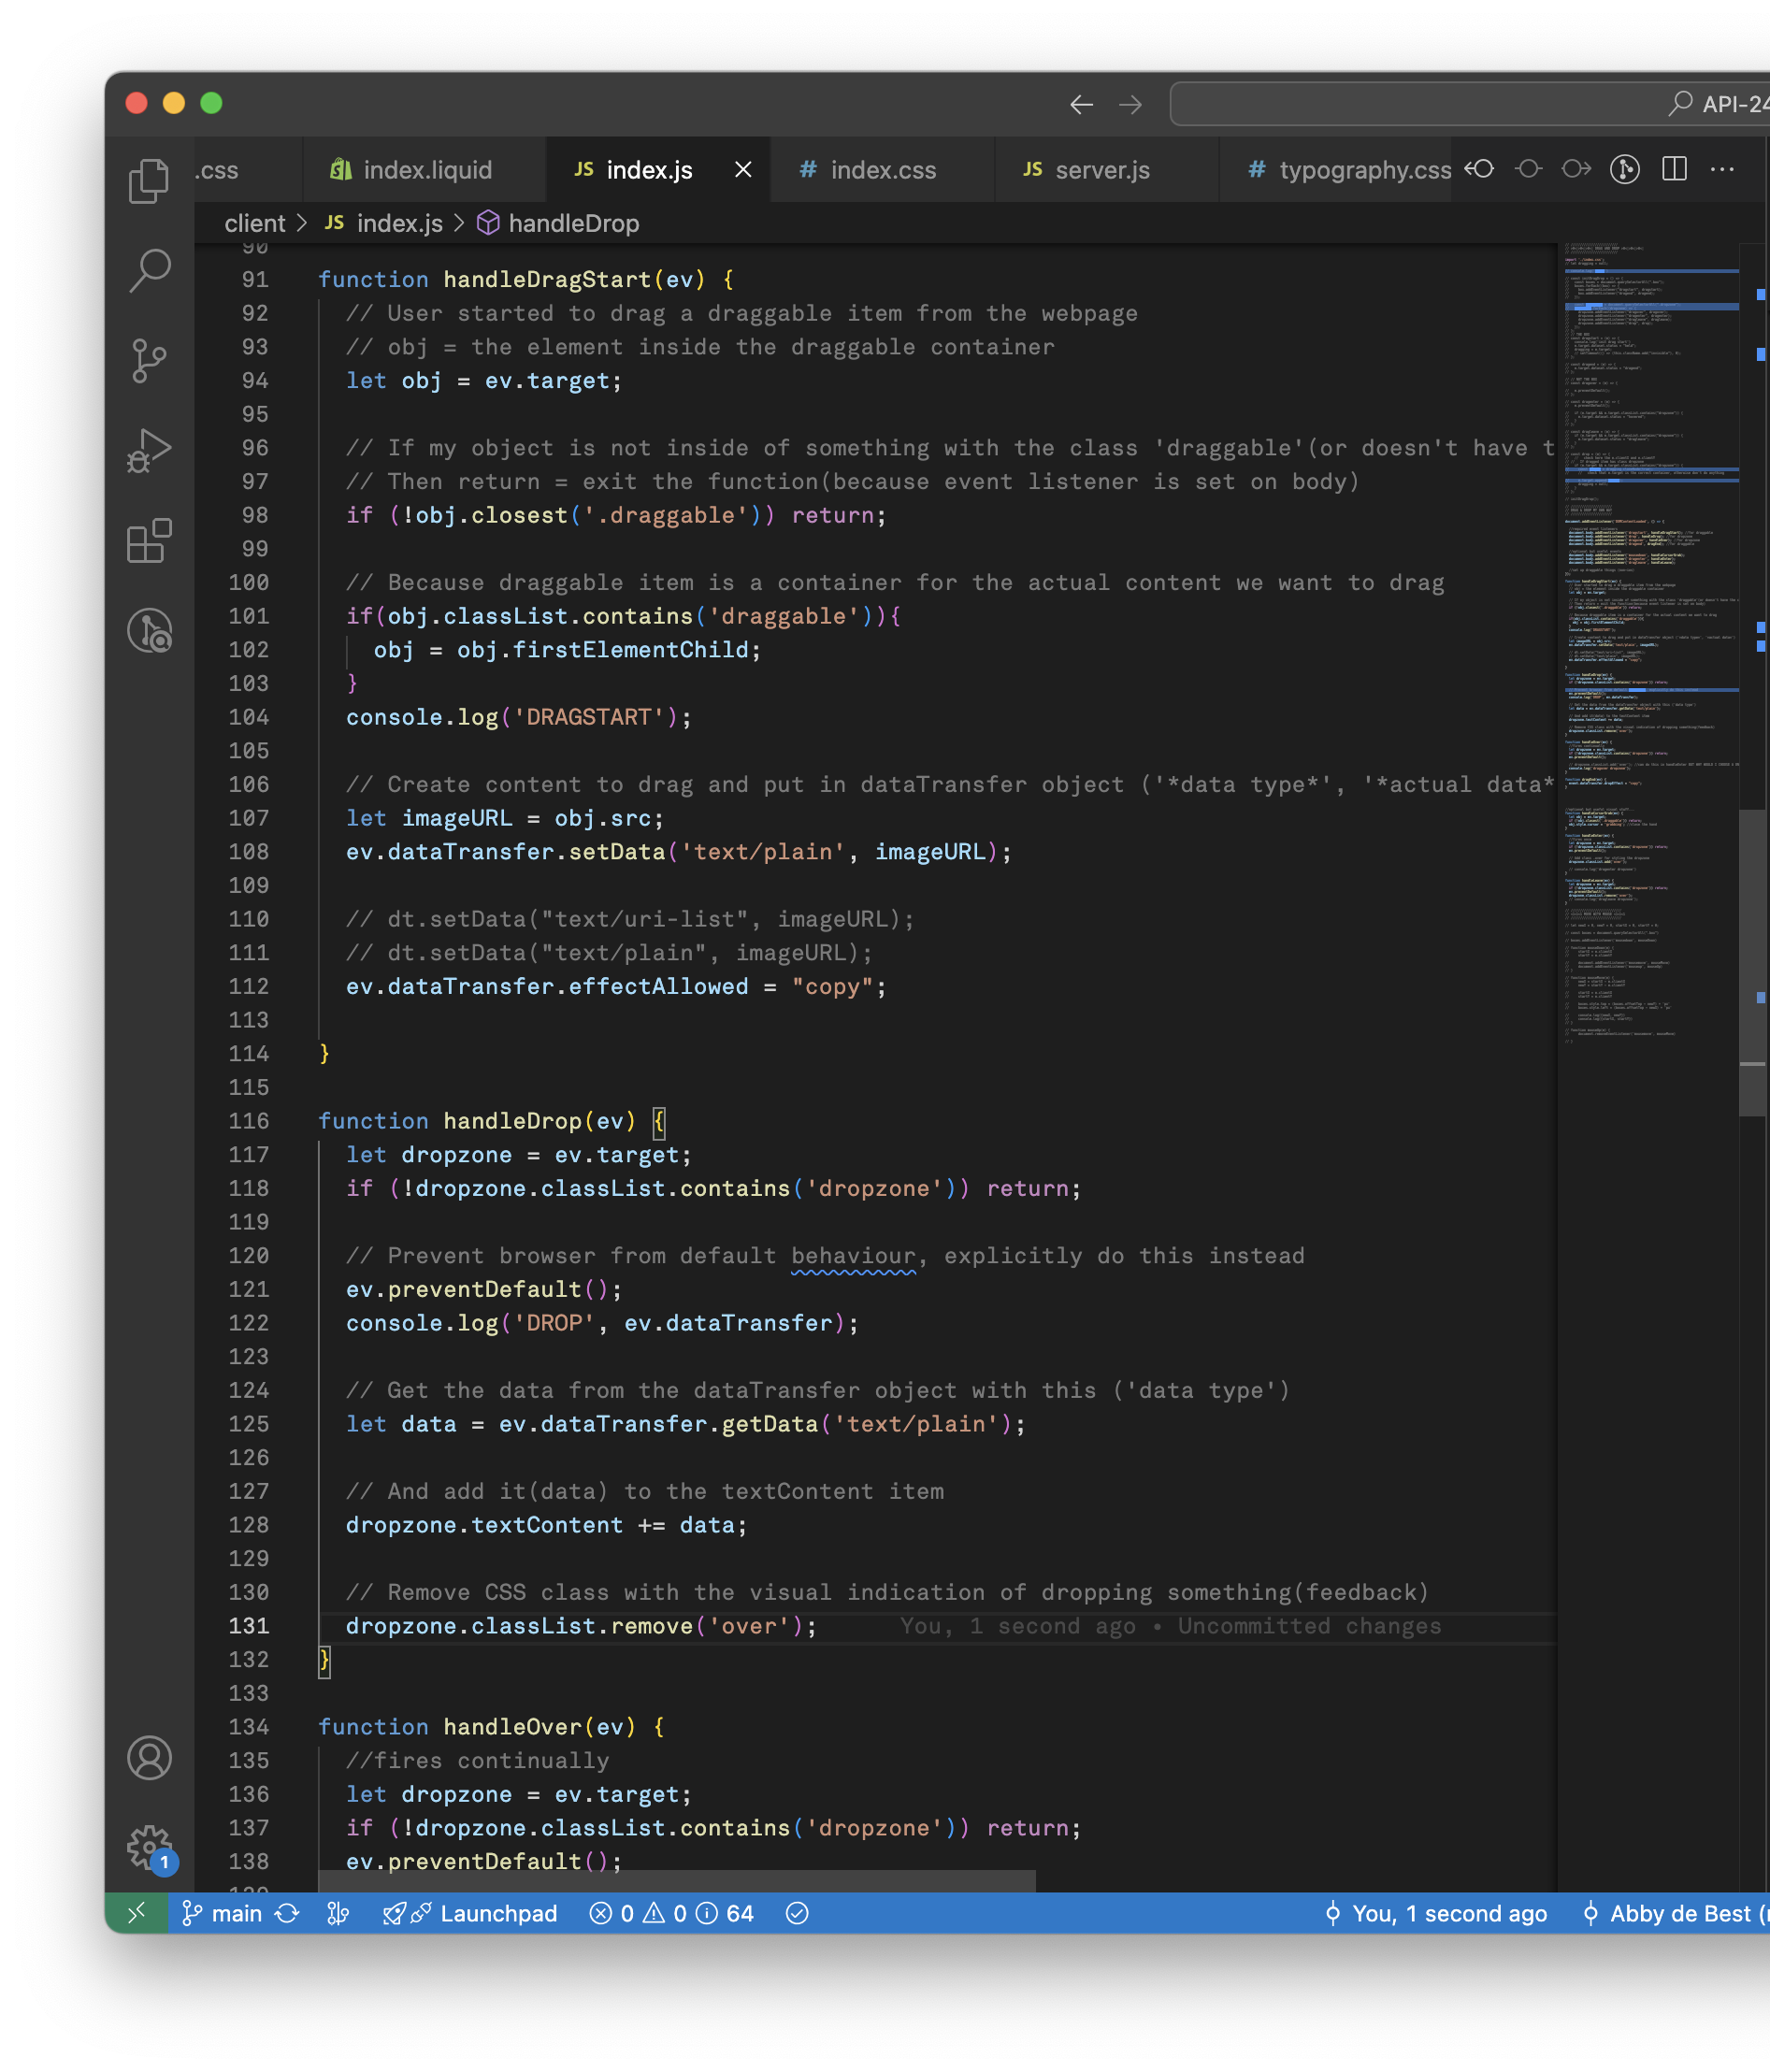 API-24
.css
index.liquid
JS index.js
# index.css
JS server.js
# typography.css
client > JS index.js > handleDrop
90
91 function handleDragStart(ev) {
92 // User started to drag a draggable item from the webpage
93 // obj = the element inside the draggable container
94 let obj = ev.target;
95
96 // If my object is not inside of something with the class 'draggable'(or doesn't have t
97 // Then return = exit the function(because event listener is set on body)
98 if (!obj.closest('.draggable')) return;
99
100 // Because draggable item is a container for the actual content we want to drag
101 if(obj.classList.contains('draggable')){
102 obj = obj.firstElementChild;
103 }
104 console.log('DRAGSTART');
105
106 // Create content to drag and put in dataTransfer object ('*data type*', '*actual data*
107 let imageURL = obj.src;
108 ev.dataTransfer.setData('text/plain', imageURL);
109
110 // dt.setData("text/uri-list", imageURL);
111 // dt.setData("text/plain", imageURL);
112 ev.dataTransfer.effectAllowed = "copy";
113
114 }
115
116 function handleDrop(ev) {
117 let dropzone = ev.target;
118 if (!dropzone.classList.contains('dropzone')) return;
119
120 // Prevent browser from default behaviour, explicitly do this instead
121 ev.preventDefault();
122 console.log('DROP', ev.dataTransfer);
123
124 // Get the data from the dataTransfer object with this ('data type')
125 let data = ev.dataTransfer.getData('text/plain');
126
127 // And add it(data) to the textContent item
128 dropzone.textContent += data;
129
130 // Remove CSS class with the visual indication of dropping something(feedback)
131 dropzone.classList.remove('over'); You, 1 second ago • Uncommitted changes
132 }
133
134 function handleOver(ev) {
135 //fires continually
136 let dropzone = ev.target;
137 if (!dropzone.classList.contains('dropzone')) return;
138 ev.preventDefault();
139
1
main
Launchpad
0 0 64
You, 1 second ago
Abby de Best (